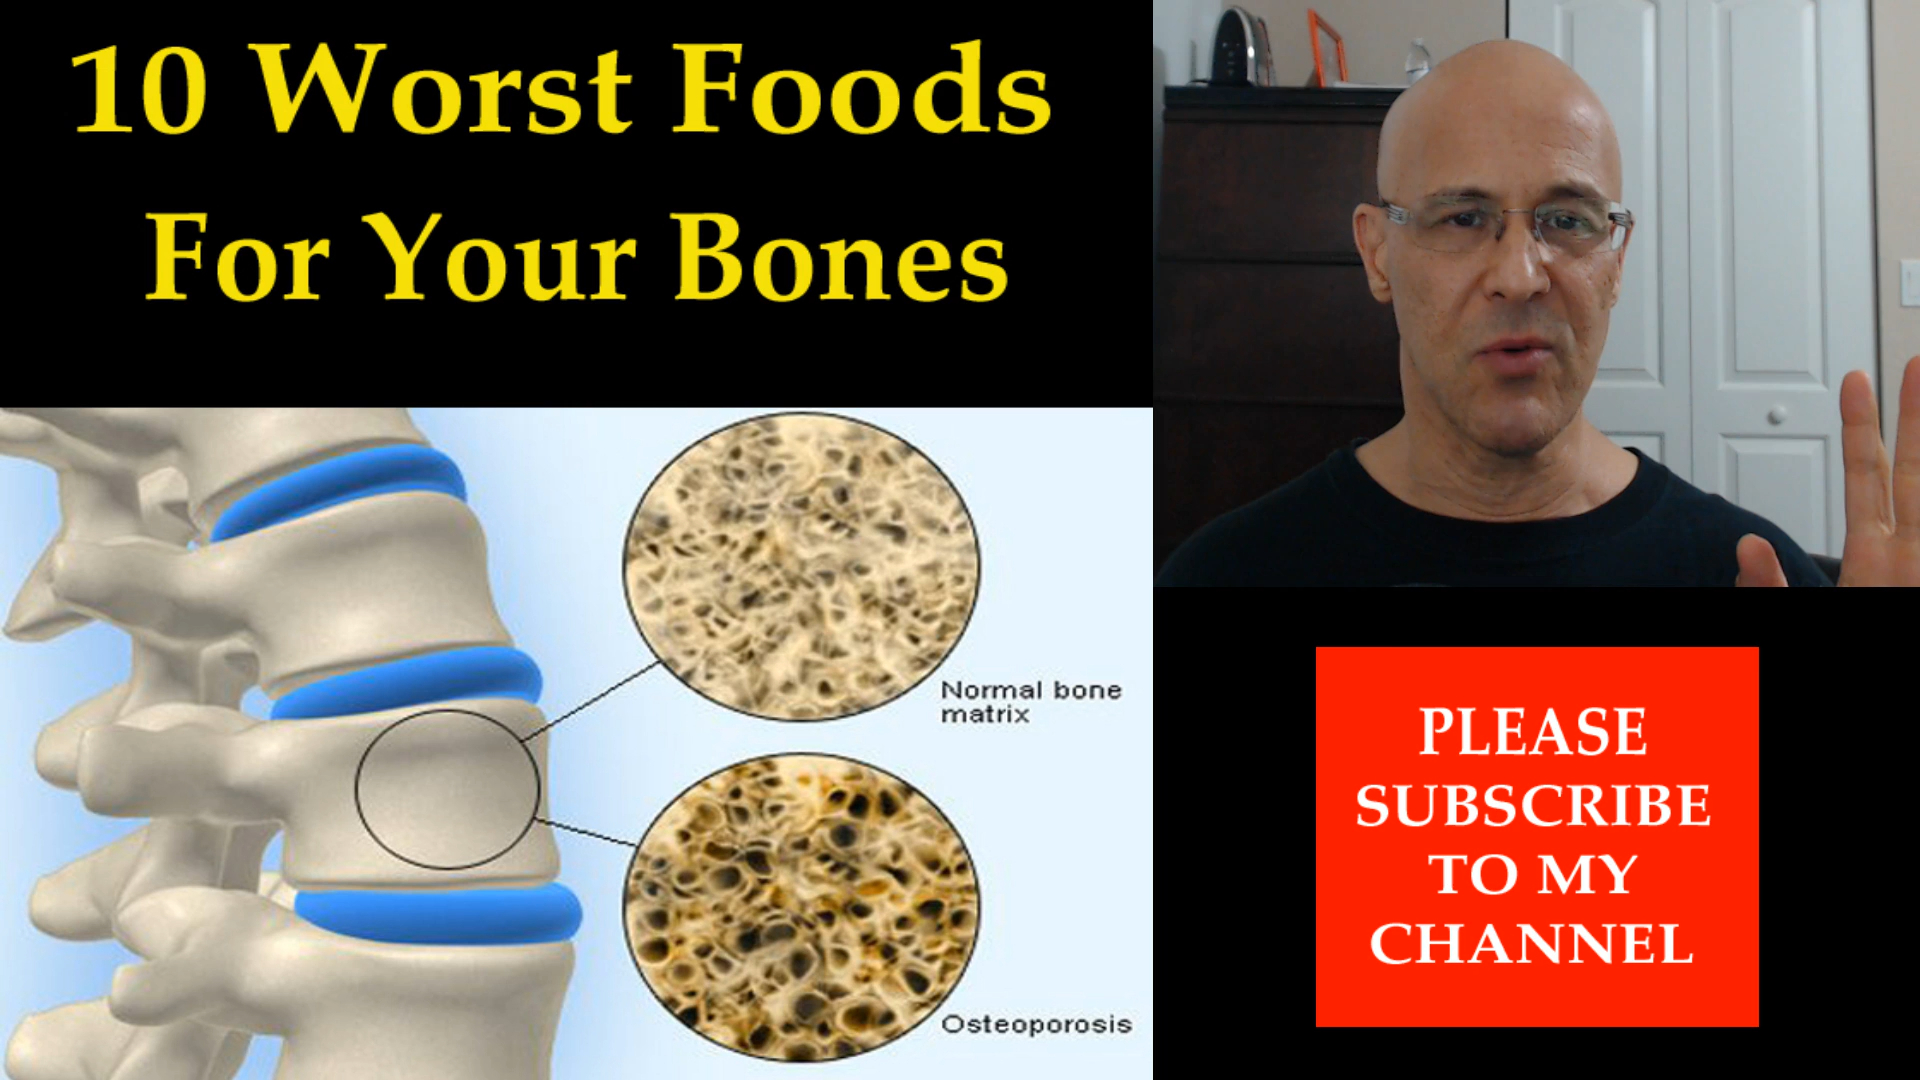 10 Worst Foods
For Your Bones
Normal bone
matrix
Osteoporosis
PLEASE
SUBSCRIBE
TO MY
CHANNEL